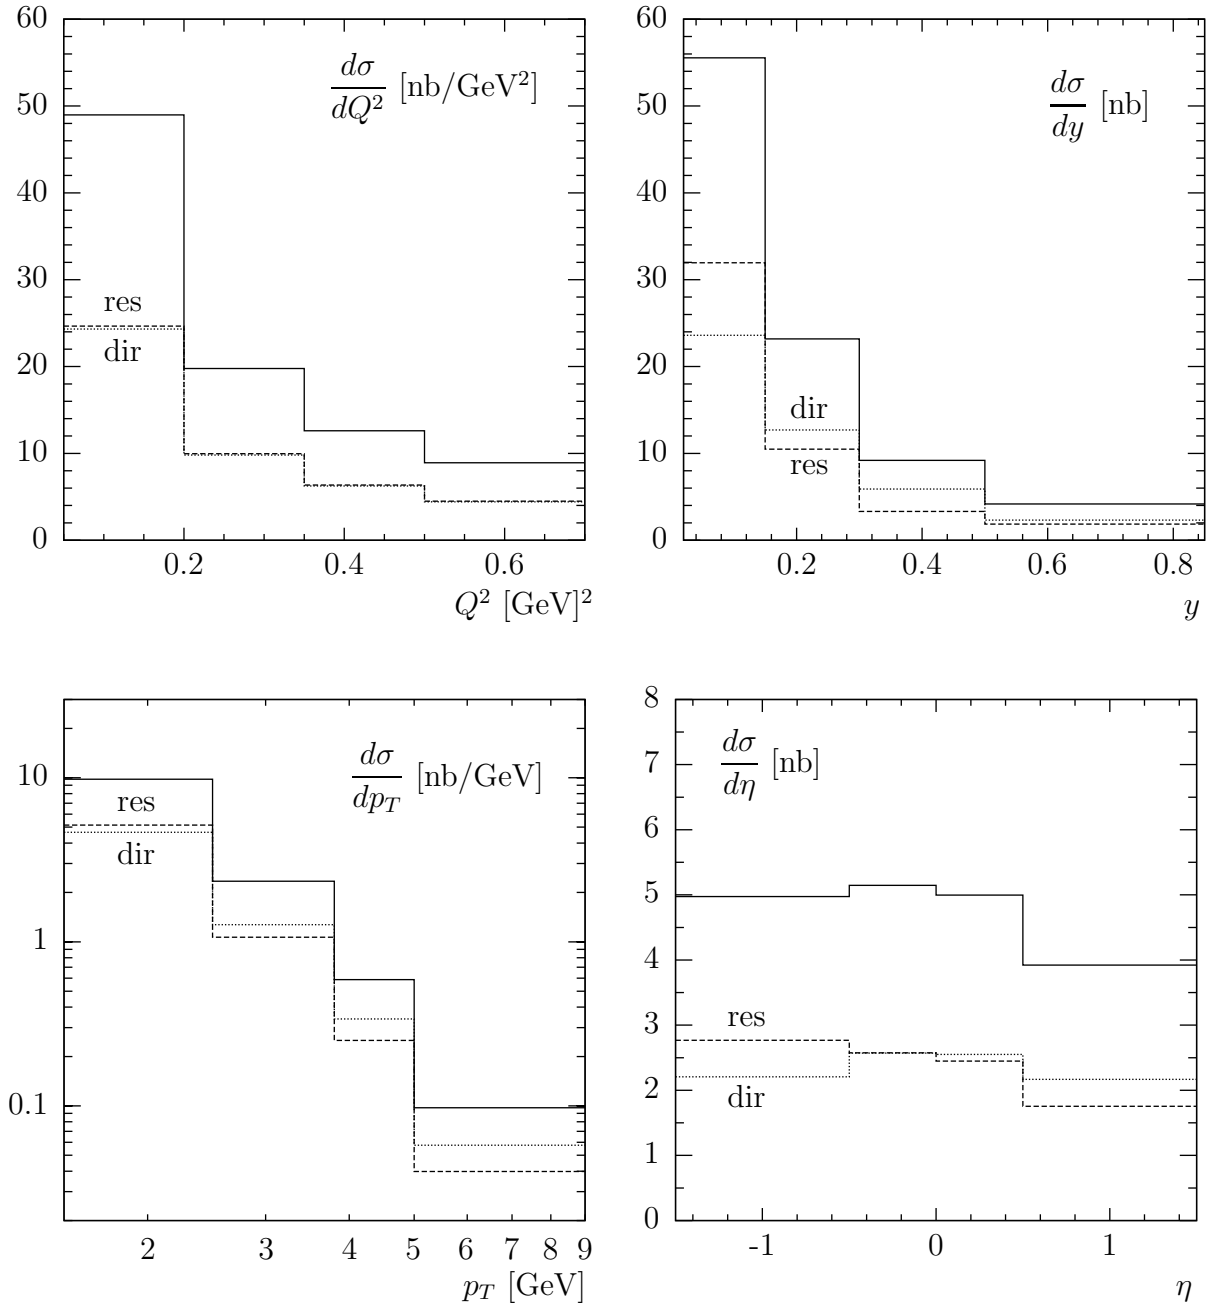 60
50
40
30
20
10
0
dσ
dQ² [nb/GeV²]
res
dir
0.2 0.4 0.6
Q² [GeV]²
60
50
40
30
20
10
0
dσ
dy [nb]
dir
res
0.2 0.4 0.6 0.8
y
10
1
0.1
dσ
dp_T [nb/GeV]
res
dir
2 3 4 5 6 7 8 9
p_T [GeV]
8
7
6
5
4
3
2
1
0
dσ
dη [nb]
res
dir
-1 0 1
η